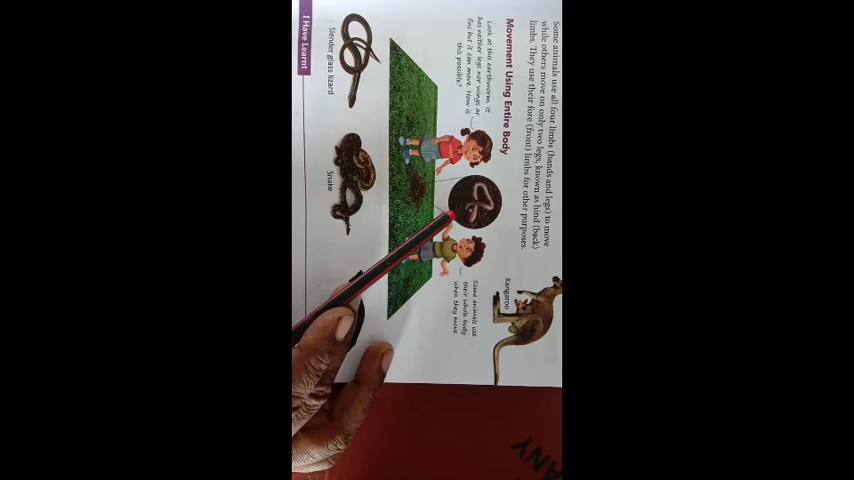 Some animals use all four limbs (hands and legs) to move
while others move on only two legs, known as hind (back)
limbs. They use their fore (front) limbs for other purposes.
Kangaroo
Movement Using Entire Body
Look at this earthworm. It
has neither legs nor wings or
fins but it can move. How is
this possible?
Some animals use
their whole body
when they move.
Slender glass lizard
Snake
I Have Learnt
ANY